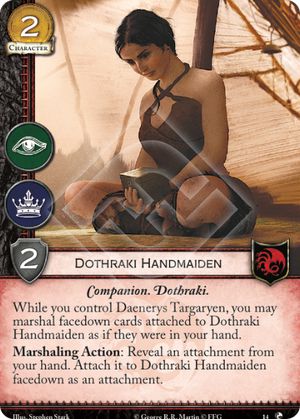 2
CHARACTER
2
DOTHRAKI HANDMAIDEN
Companion. Dothraki.
While you control Daenerys Targaryen, you may
marshal facedown cards attached to Dothraki
Handmaiden as if they were in your hand.
Marshaling Action: Reveal an attachment from
your hand. Attach it to Dothraki Handmaiden
facedown as an attachment.
Illus. Stephen Stark © George R.R. Martin © FFG 14